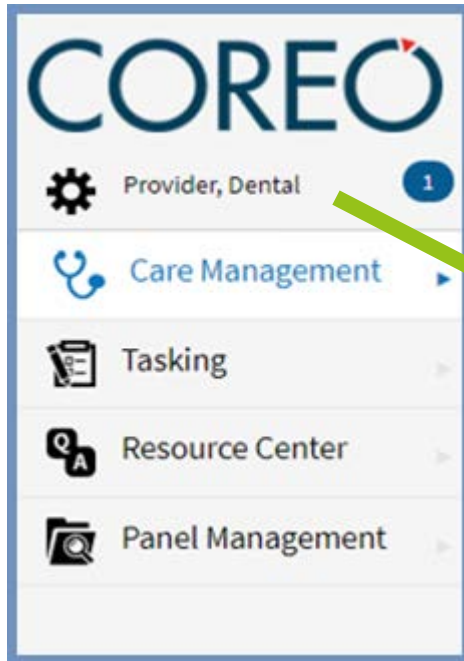 COREO
Provider, Dental
1
Care Management
Tasking
Q
A
Resource Center
Panel Management